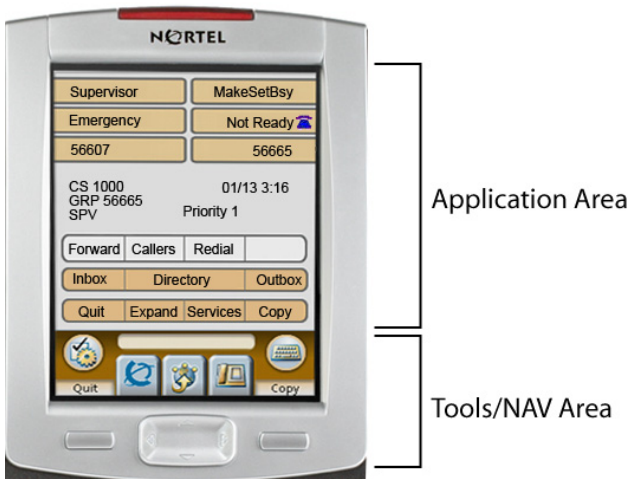 NORTEL
Supervisor MakeSetBsy
Emergency Not Ready
56607 56665
CS 1000 01/13 3:16
GRP 56665
SPV Priority 1
Forward Callers Redial
Inbox Directory Outbox
Quit Expand Services Copy
Quit Copy
Application Area
Tools/NAV Area